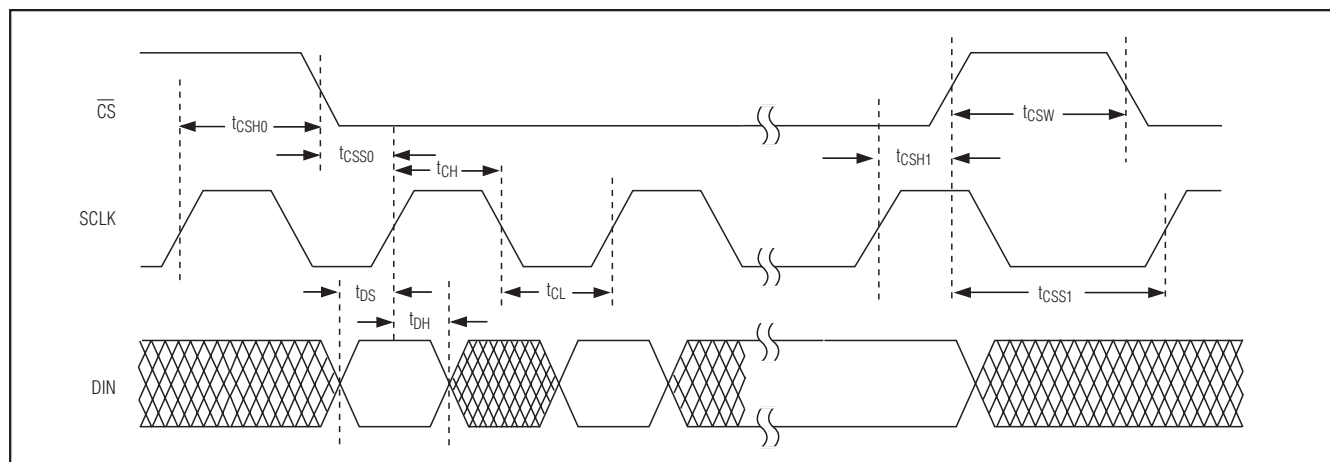 CS
tCSH0
tCSS0
tCH
tCSH1
tCSW
SCLK
tDS
tDH
tCL
tCSS1
DIN